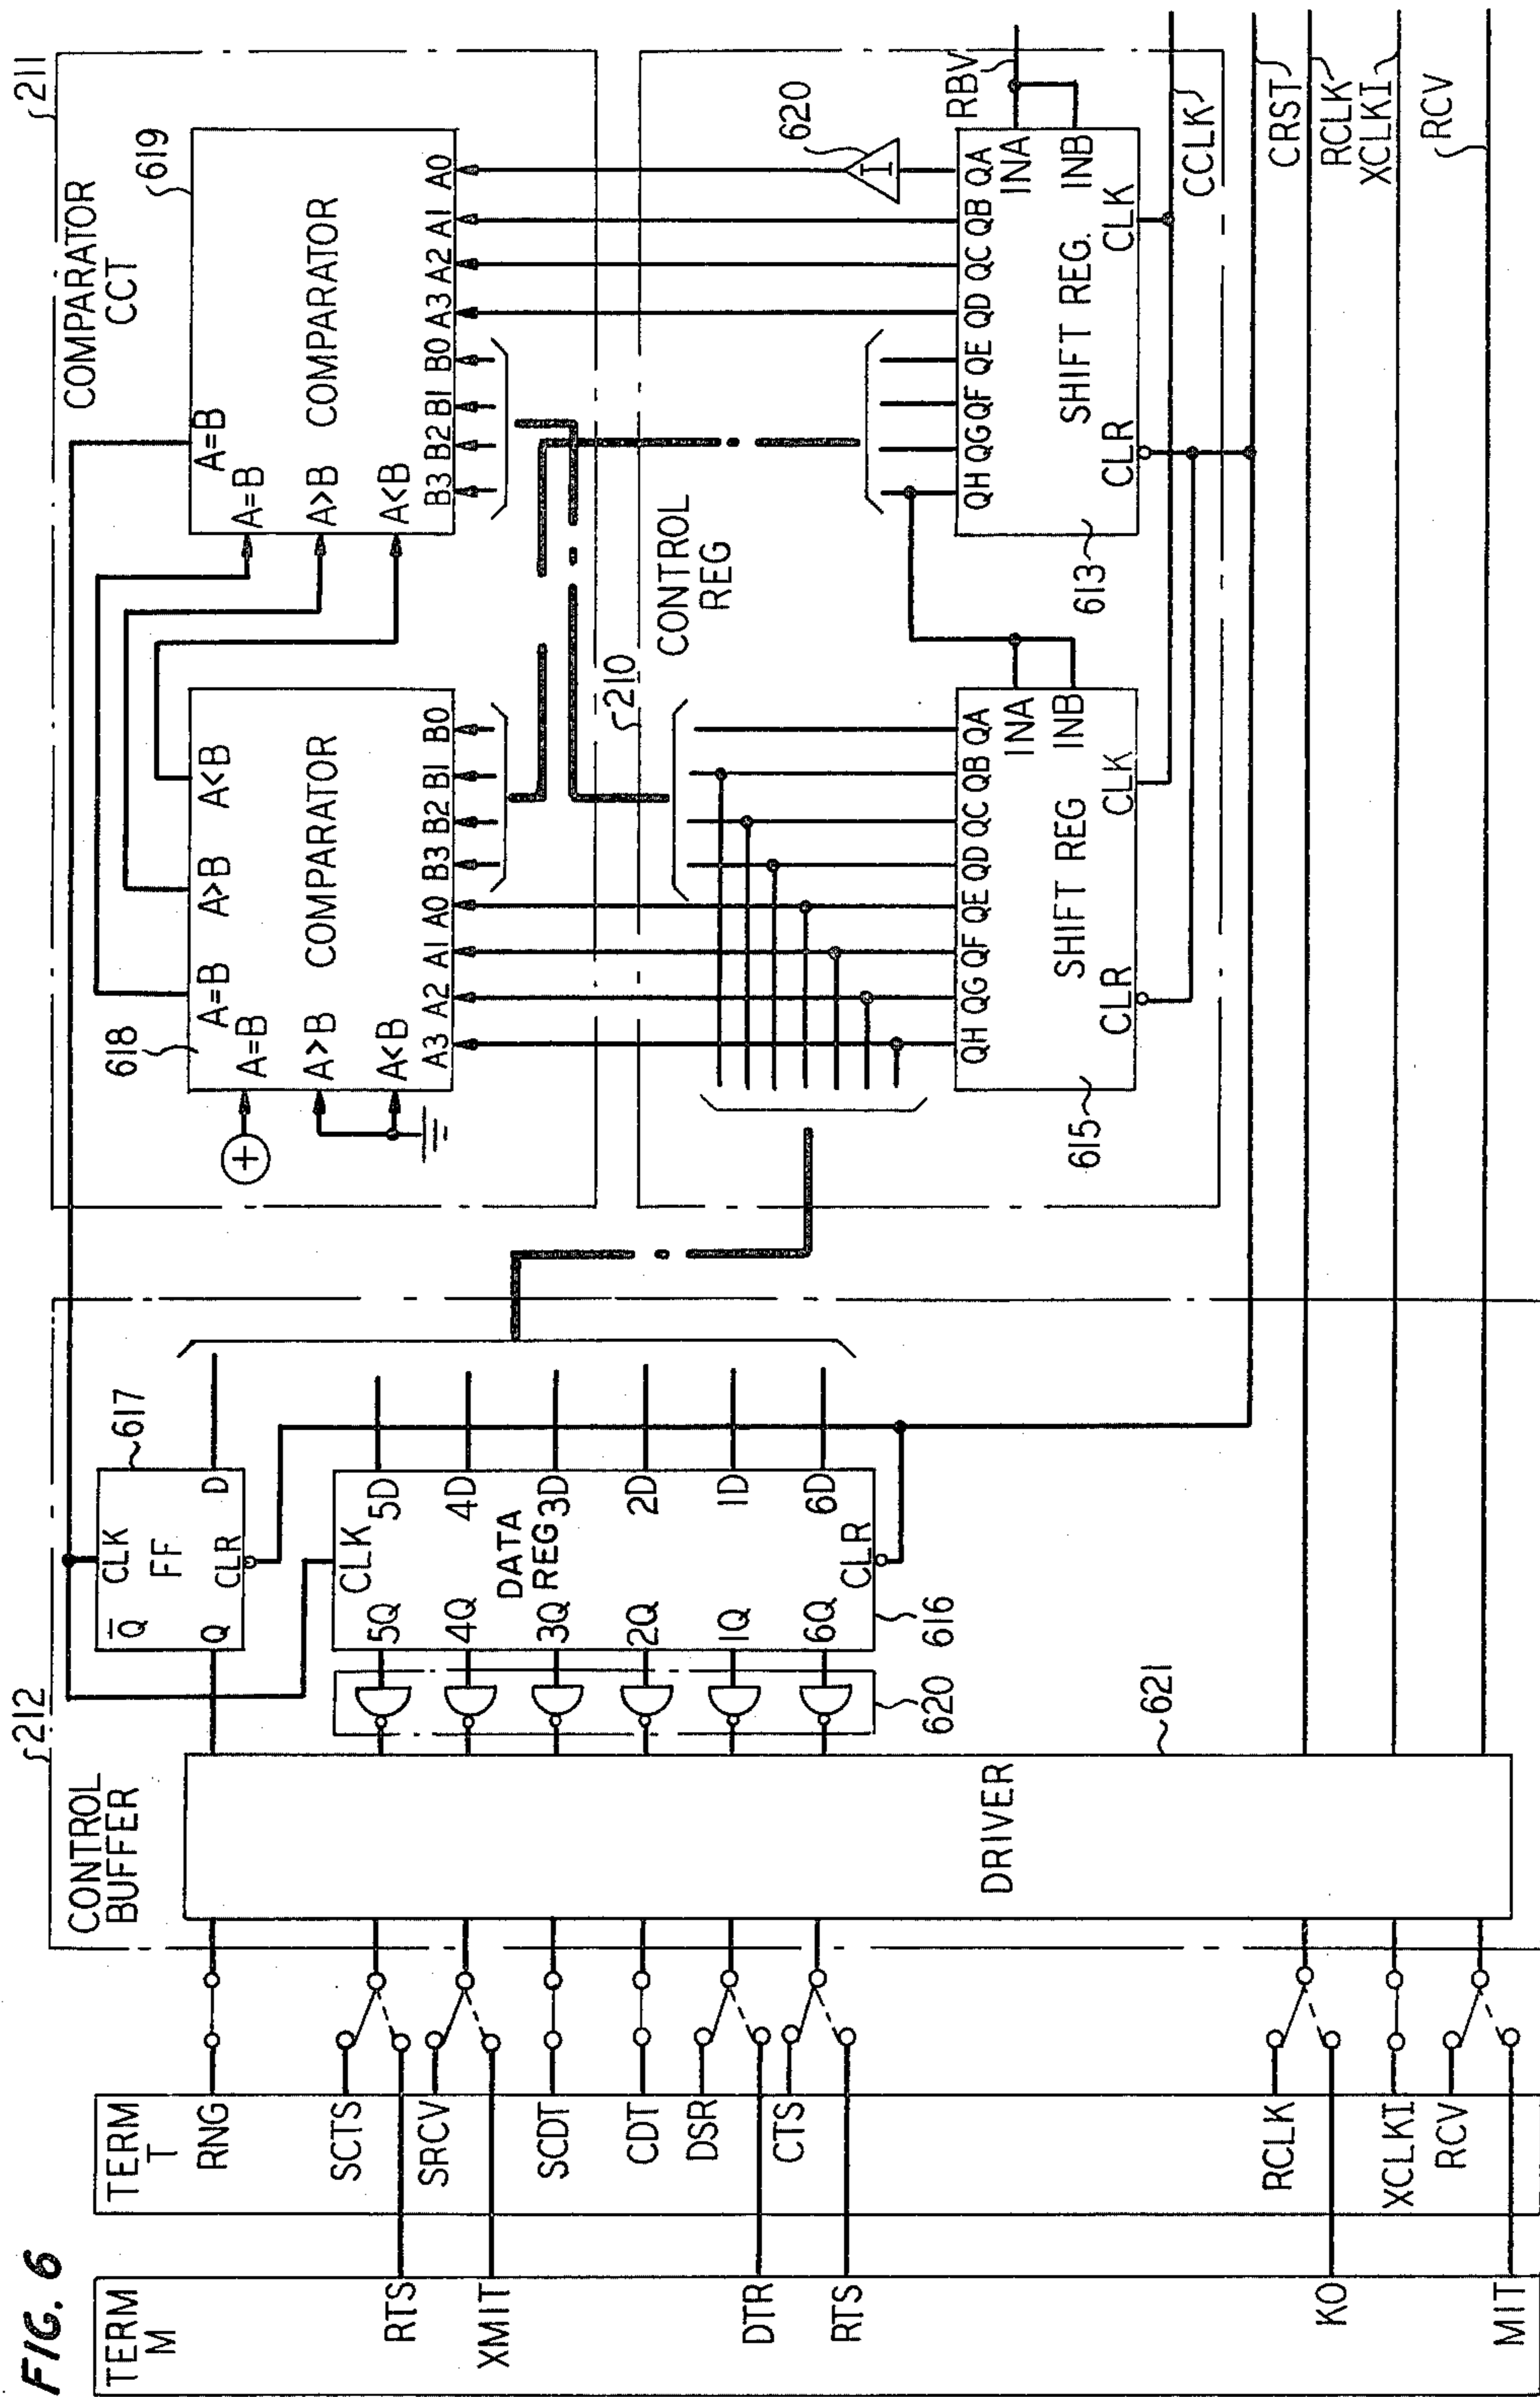 FIG. 6
TERM
M
RTS
XMIT
DTR
RTS
KO
MIT
TERM
T
RNG
SCTS
SRCV
SCDT
CDT
DSR
CTS
RCLK
XCLKI
RCV
212
CONTROL
BUFFER
DRIVER
621
620
617
Q̅
CLK
FF
Q
CLR
D
CLK
5Q
5D
4Q
DATA
4D
3Q
REG
3D
2Q
2D
1Q
1D
6Q
CLR
6D
616
211
COMPARATOR
CCT
618
A=B
A>B
A<B
A=B
A>B
COMPARATOR
A<B
A3
A2
A1
A0
B3
B2
B1
B0
619
A=B
A=B
A>B
COMPARATOR
A<B
B3
B2
B1
B0
A3
A2
A1
A0
210
CONTROL
REG
620
I
615
QH
QG
QF
QE
QD
QC
QB
QA
INA
SHIFT REG
INB
CLR
CLK
613
QH
QG
QF
QE
QD
QC
QB
QA
INA
SHIFT REG.
INB
CLR
CLK
RBV
CCLK
CRST
RCLK
XCLKI
RCV